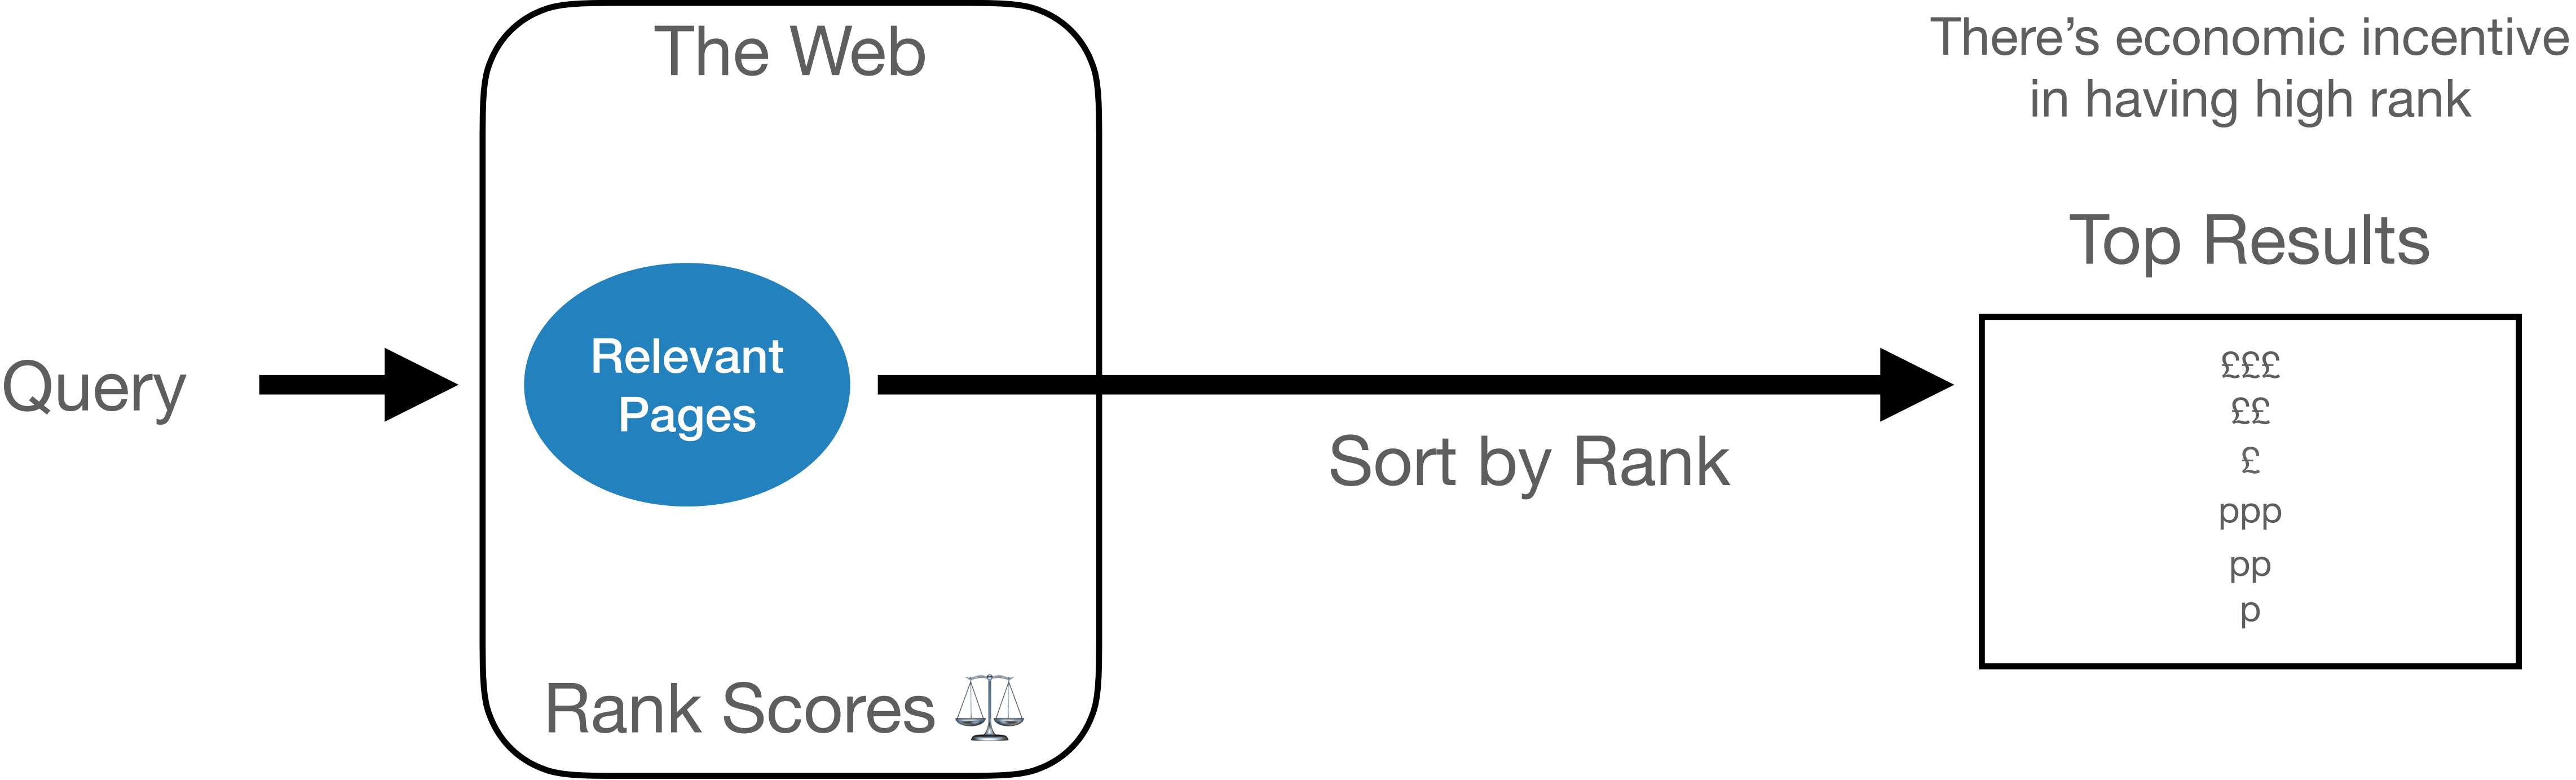 Query
The Web
Relevant
Pages
Rank Scores
Sort by Rank
There’s economic incentive
in having high rank
Top Results
£££
££
£
ppp
pp
p